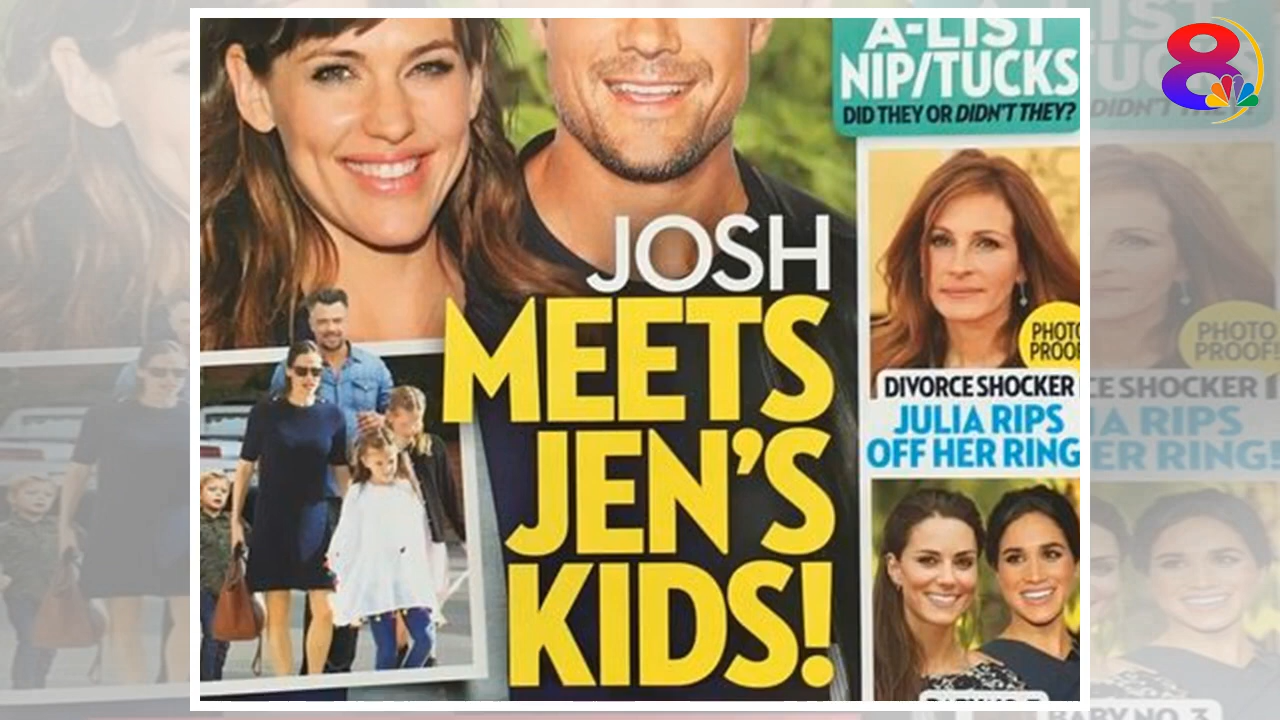 A-LIST
NIP/TUCKS
DID THEY OR DIDN'T THEY?
JOSH
MEETS
JEN'S
KIDS!
PHOTO
PROOF!
DIVORCE SHOCKER
JULIA RIPS
OFF HER RING!
BABY NO. 3
8